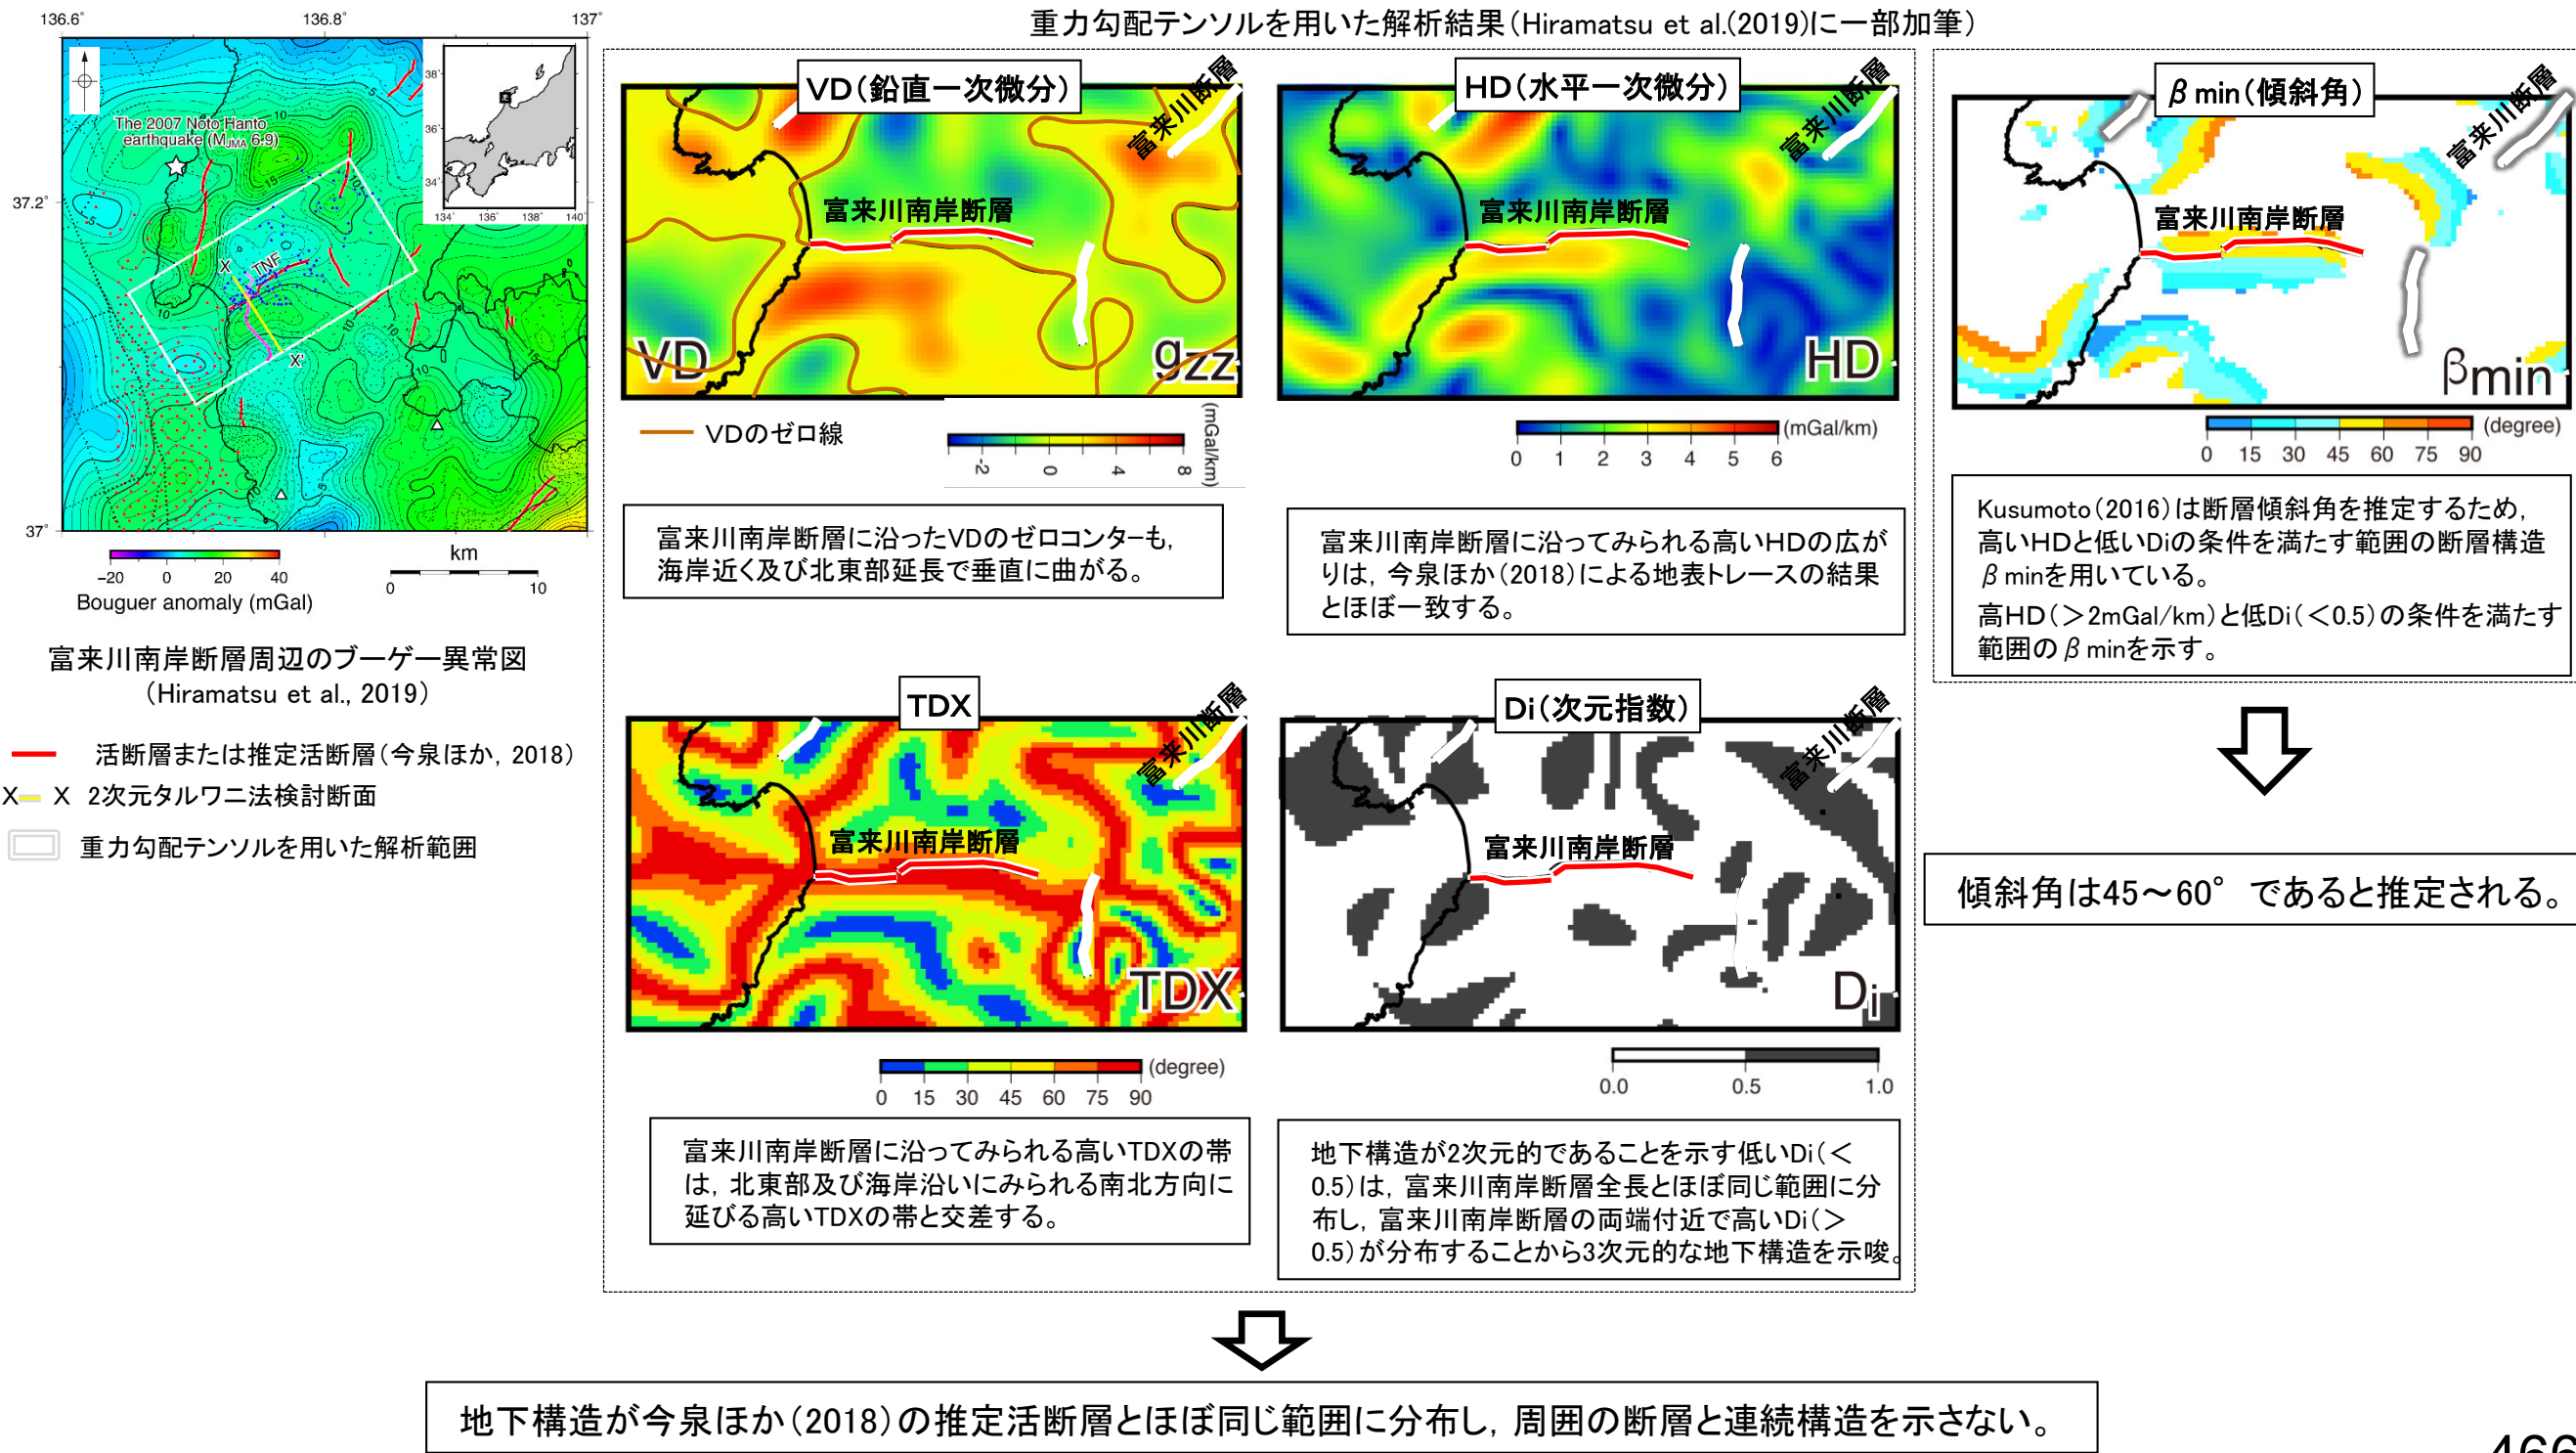 重力勾配テンソルを用いた解析結果(Hiramatsu et al.(2019)に一部加筆)
136.6°
136.8°
137°
37.2°
37°
The 2007 Noto Hanto
earthquake (MJMA 6.9)
TNF
X
X'
38°
36°
34°
134°
136°
138°
140°
−20 0 20 40
Bouguer anomaly (mGal)
km
0 10
富来川南岸断層周辺のブーゲー異常図
(Hiramatsu et al., 2019)
活断層または推定活断層(今泉ほか, 2018)
X X 2次元タルワニ法検討断面
重力勾配テンソルを用いた解析範囲
VD(鉛直一次微分)
富来川断層
富来川南岸断層
VD
gzz
VDのゼロ線
-2 0 4 8
(mGal/km)
富来川南岸断層に沿ったVDのゼロコンターも,
海岸近く及び北東部延長で垂直に曲がる。
HD(水平一次微分)
富来川断層
富来川南岸断層
HD
(mGal/km)
0 1 2 3 4 5 6
富来川南岸断層に沿ってみられる高いHDの広が
りは, 今泉ほか(2018)による地表トレースの結果
とほぼ一致する。
βmin(傾斜角)
富来川断層
富来川南岸断層
βmin
(degree)
0 15 30 45 60 75 90
Kusumoto(2016)は断層傾斜角を推定するため,
高いHDと低いDiの条件を満たす範囲の断層構造
βminを用いている。
高HD(>2mGal/km)と低Di(<0.5)の条件を満たす
範囲のβminを示す。
傾斜角は45~60°であると推定される。
TDX
富来川断層
富来川南岸断層
TDX
(degree)
0 15 30 45 60 75 90
富来川南岸断層に沿ってみられる高いTDXの帯
は, 北東部及び海岸沿いにみられる南北方向に
延びる高いTDXの帯と交差する。
Di(次元指数)
富来川断層
富来川南岸断層
Di
0.0 0.5 1.0
地下構造が2次元的であることを示す低いDi(<
0.5)は, 富来川南岸断層全長とほぼ同じ範囲に分
布し, 富来川南岸断層の両端付近で高いDi(>
0.5)が分布することから3次元的な地下構造を示唆。
地下構造が今泉ほか(2018)の推定活断層とほぼ同じ範囲に分布し, 周囲の断層と連続構造を示さない。
466